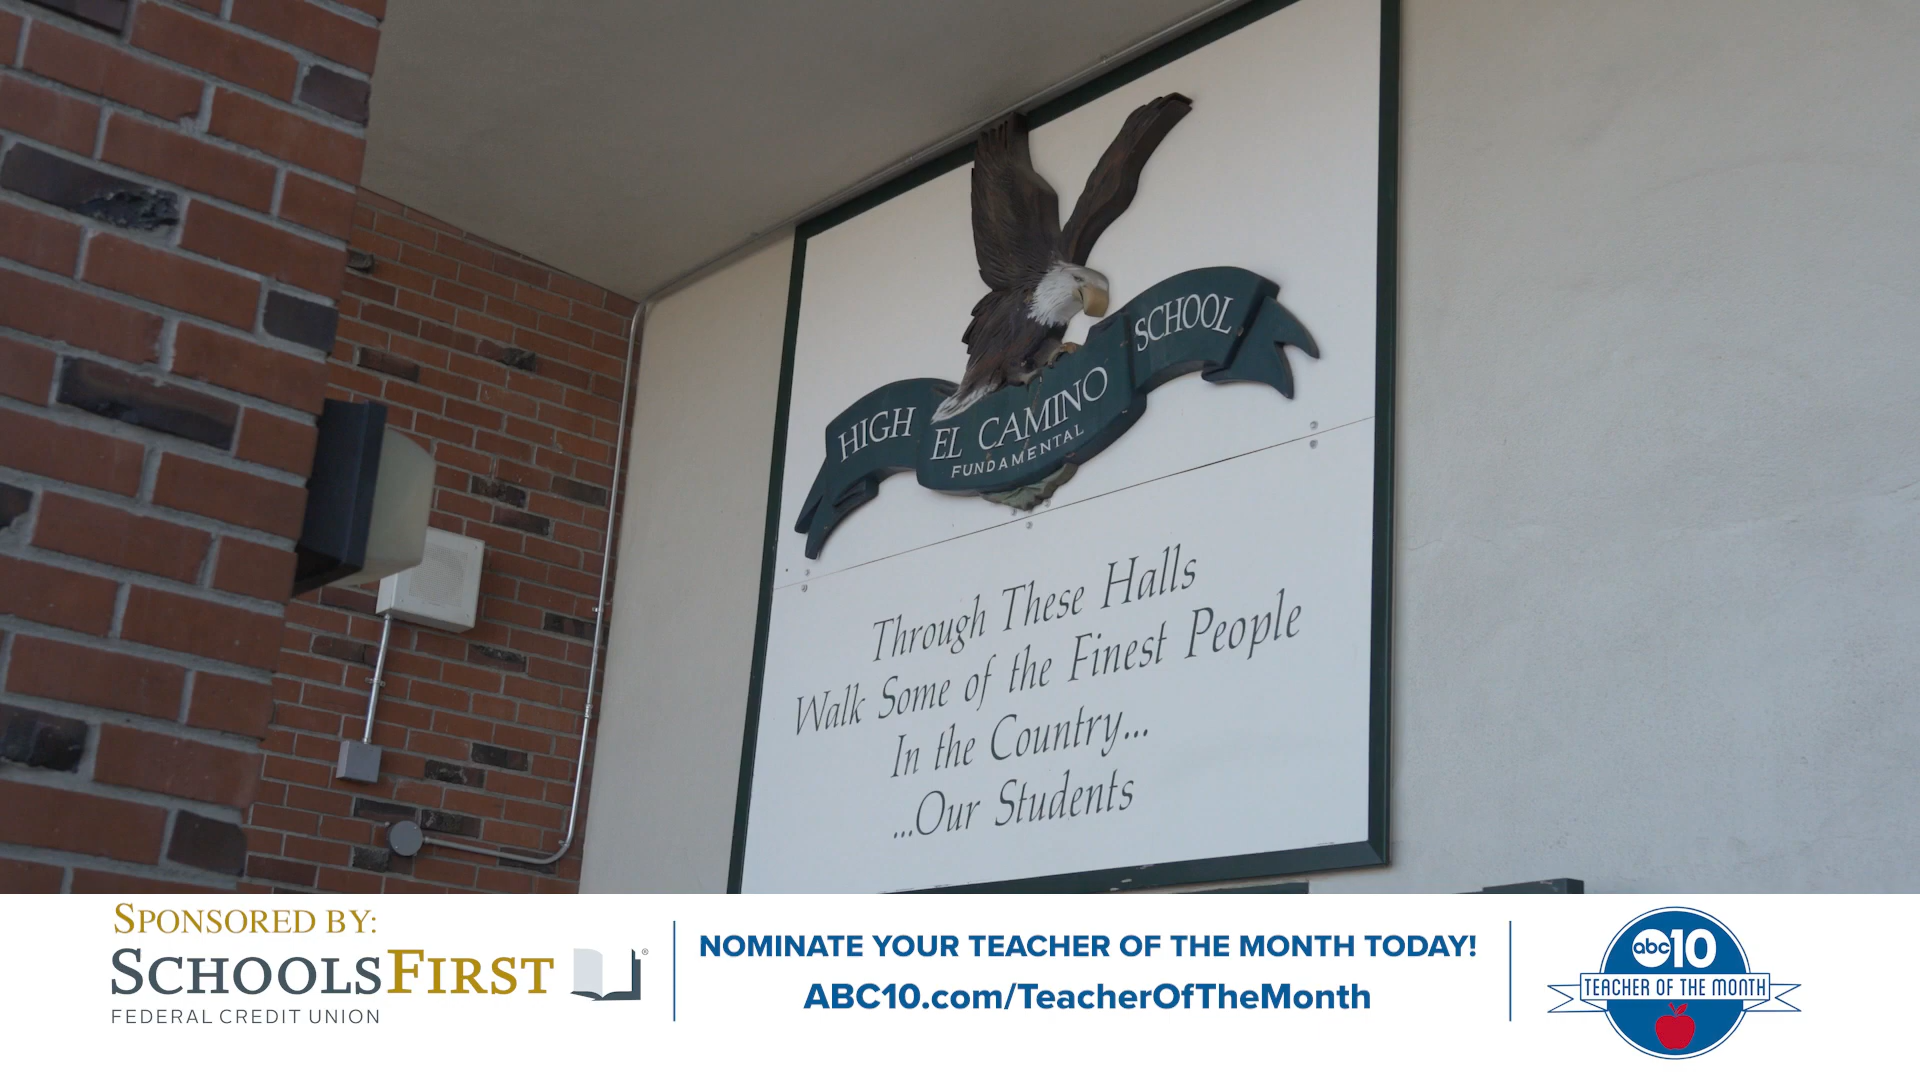 HIGH EL CAMINO SCHOOL
FUNDAMENTAL
Through These Halls
Walk Some of the Finest People
In the Country...
...Our Students
SPONSORED BY:
SCHOOLSFIRST ®
FEDERAL CREDIT UNION
NOMINATE YOUR TEACHER OF THE MONTH TODAY!
ABC10.com/TeacherOfTheMonth
abc10
TEACHER OF THE MONTH